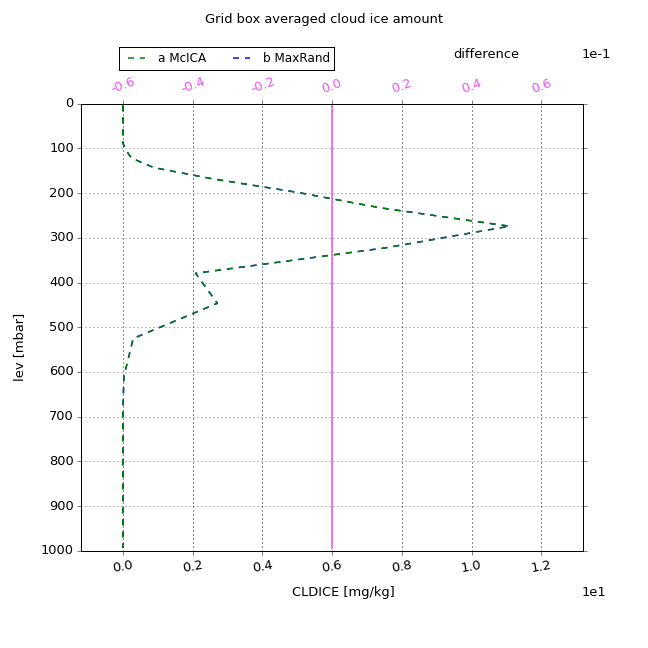 Grid box averaged cloud ice amount
a McICA b MaxRand difference 1e-1
-0.6 -0.4 -0.2 0.0 0.2 0.4 0.6
0
100
200
300
400
500
600
700
800
900
1000
lev [mbar]
0.0 0.2 0.4 0.6 0.8 1.0 1.2
CLDICE [mg/kg] 1e1